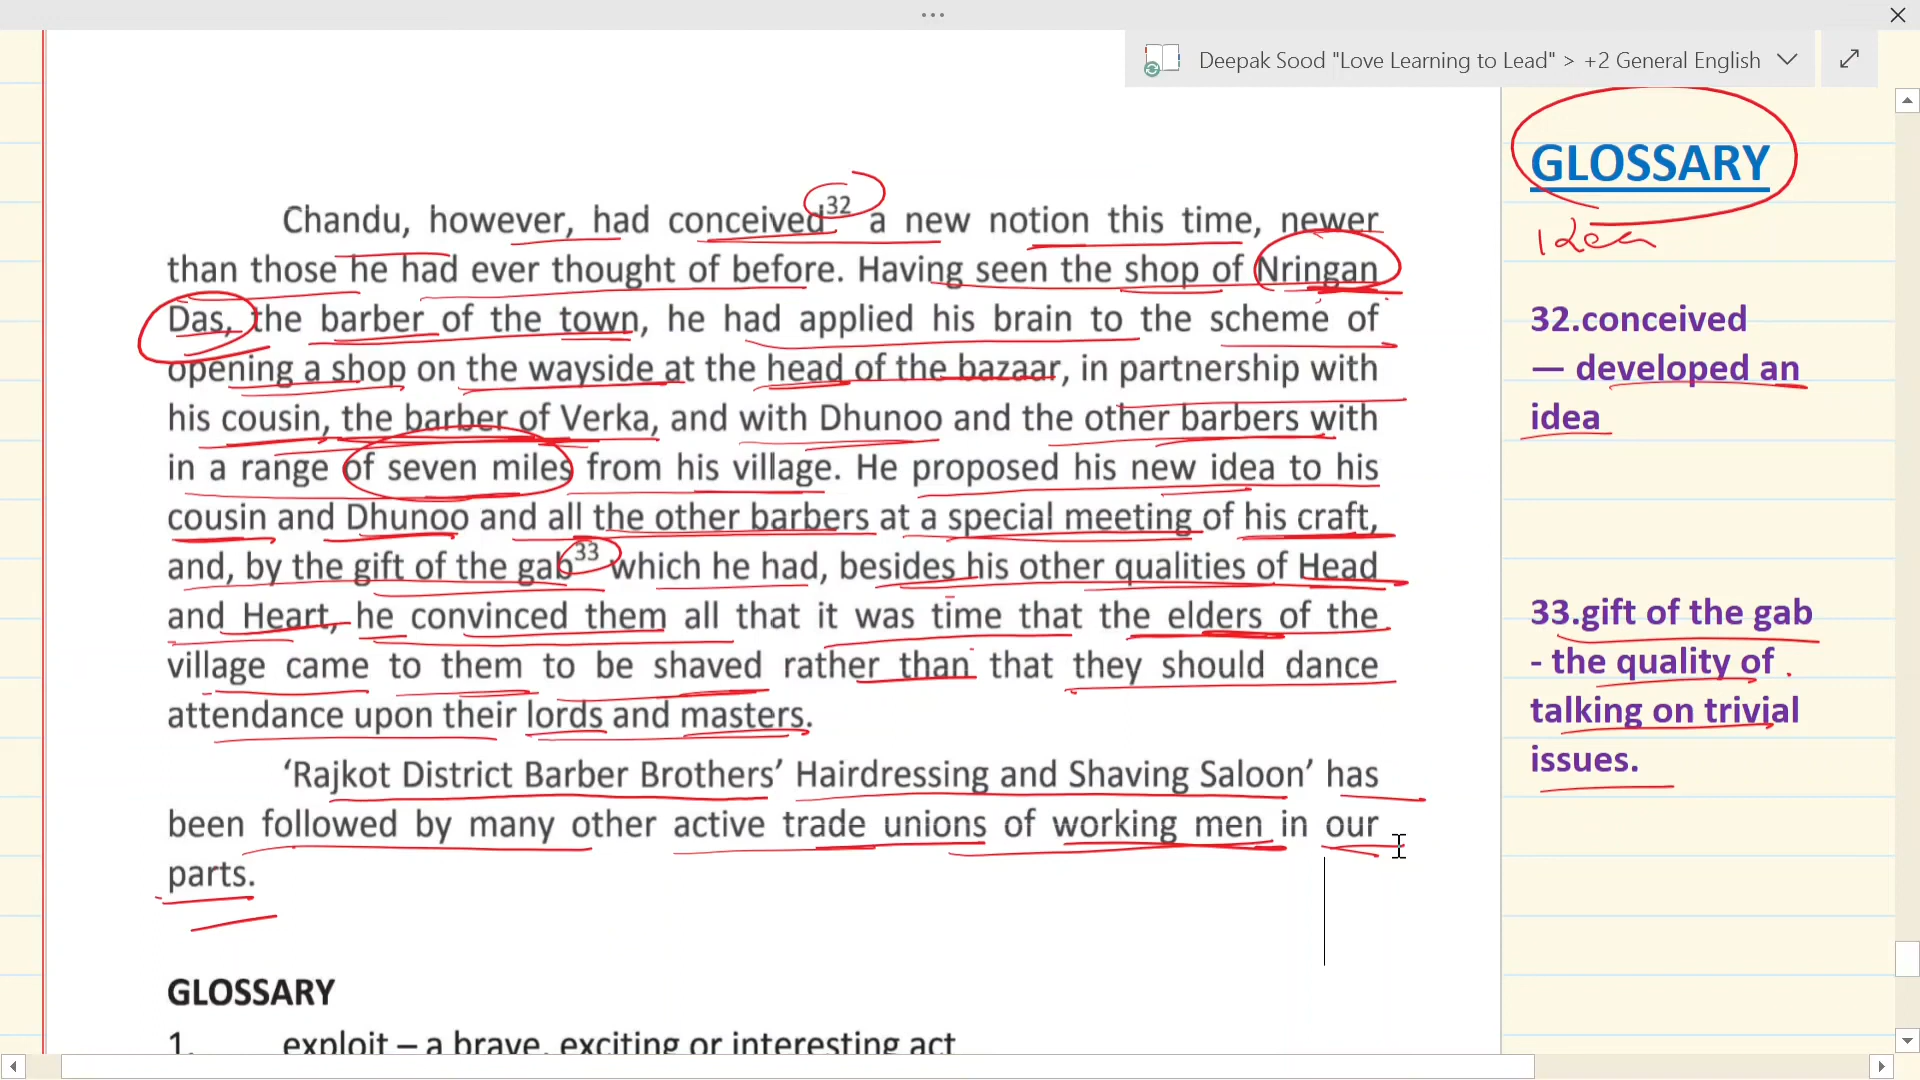 Deepak Sood "Love Learning to Lead" > +2 General English
Chandu, however, had conceived32 a new notion this time, newer
than those he had ever thought of before. Having seen the shop of Nringan
Das, the barber of the town, he had applied his brain to the scheme of
opening a shop on the wayside at the head of the bazaar, in partnership with
his cousin, the barber of Verka, and with Dhunoo and the other barbers with
in a range of seven miles from his village. He proposed his new idea to his
cousin and Dhunoo and all the other barbers at a special meeting of his craft,
and, by the gift of the gab33 which he had, besides his other qualities of Head
and Heart, he convinced them all that it was time that the elders of the
village came to them to be shaved rather than that they should dance
attendance upon their lords and masters.
‘Rajkot District Barber Brothers’ Hairdressing and Shaving Saloon’ has
been followed by many other active trade unions of working men in our
parts.
GLOSSARY
1. exploit – a brave, exciting or interesting act
GLOSSARY
Idea
32.conceived
— developed an
idea
33.gift of the gab
- the quality of
talking on trivial
issues.